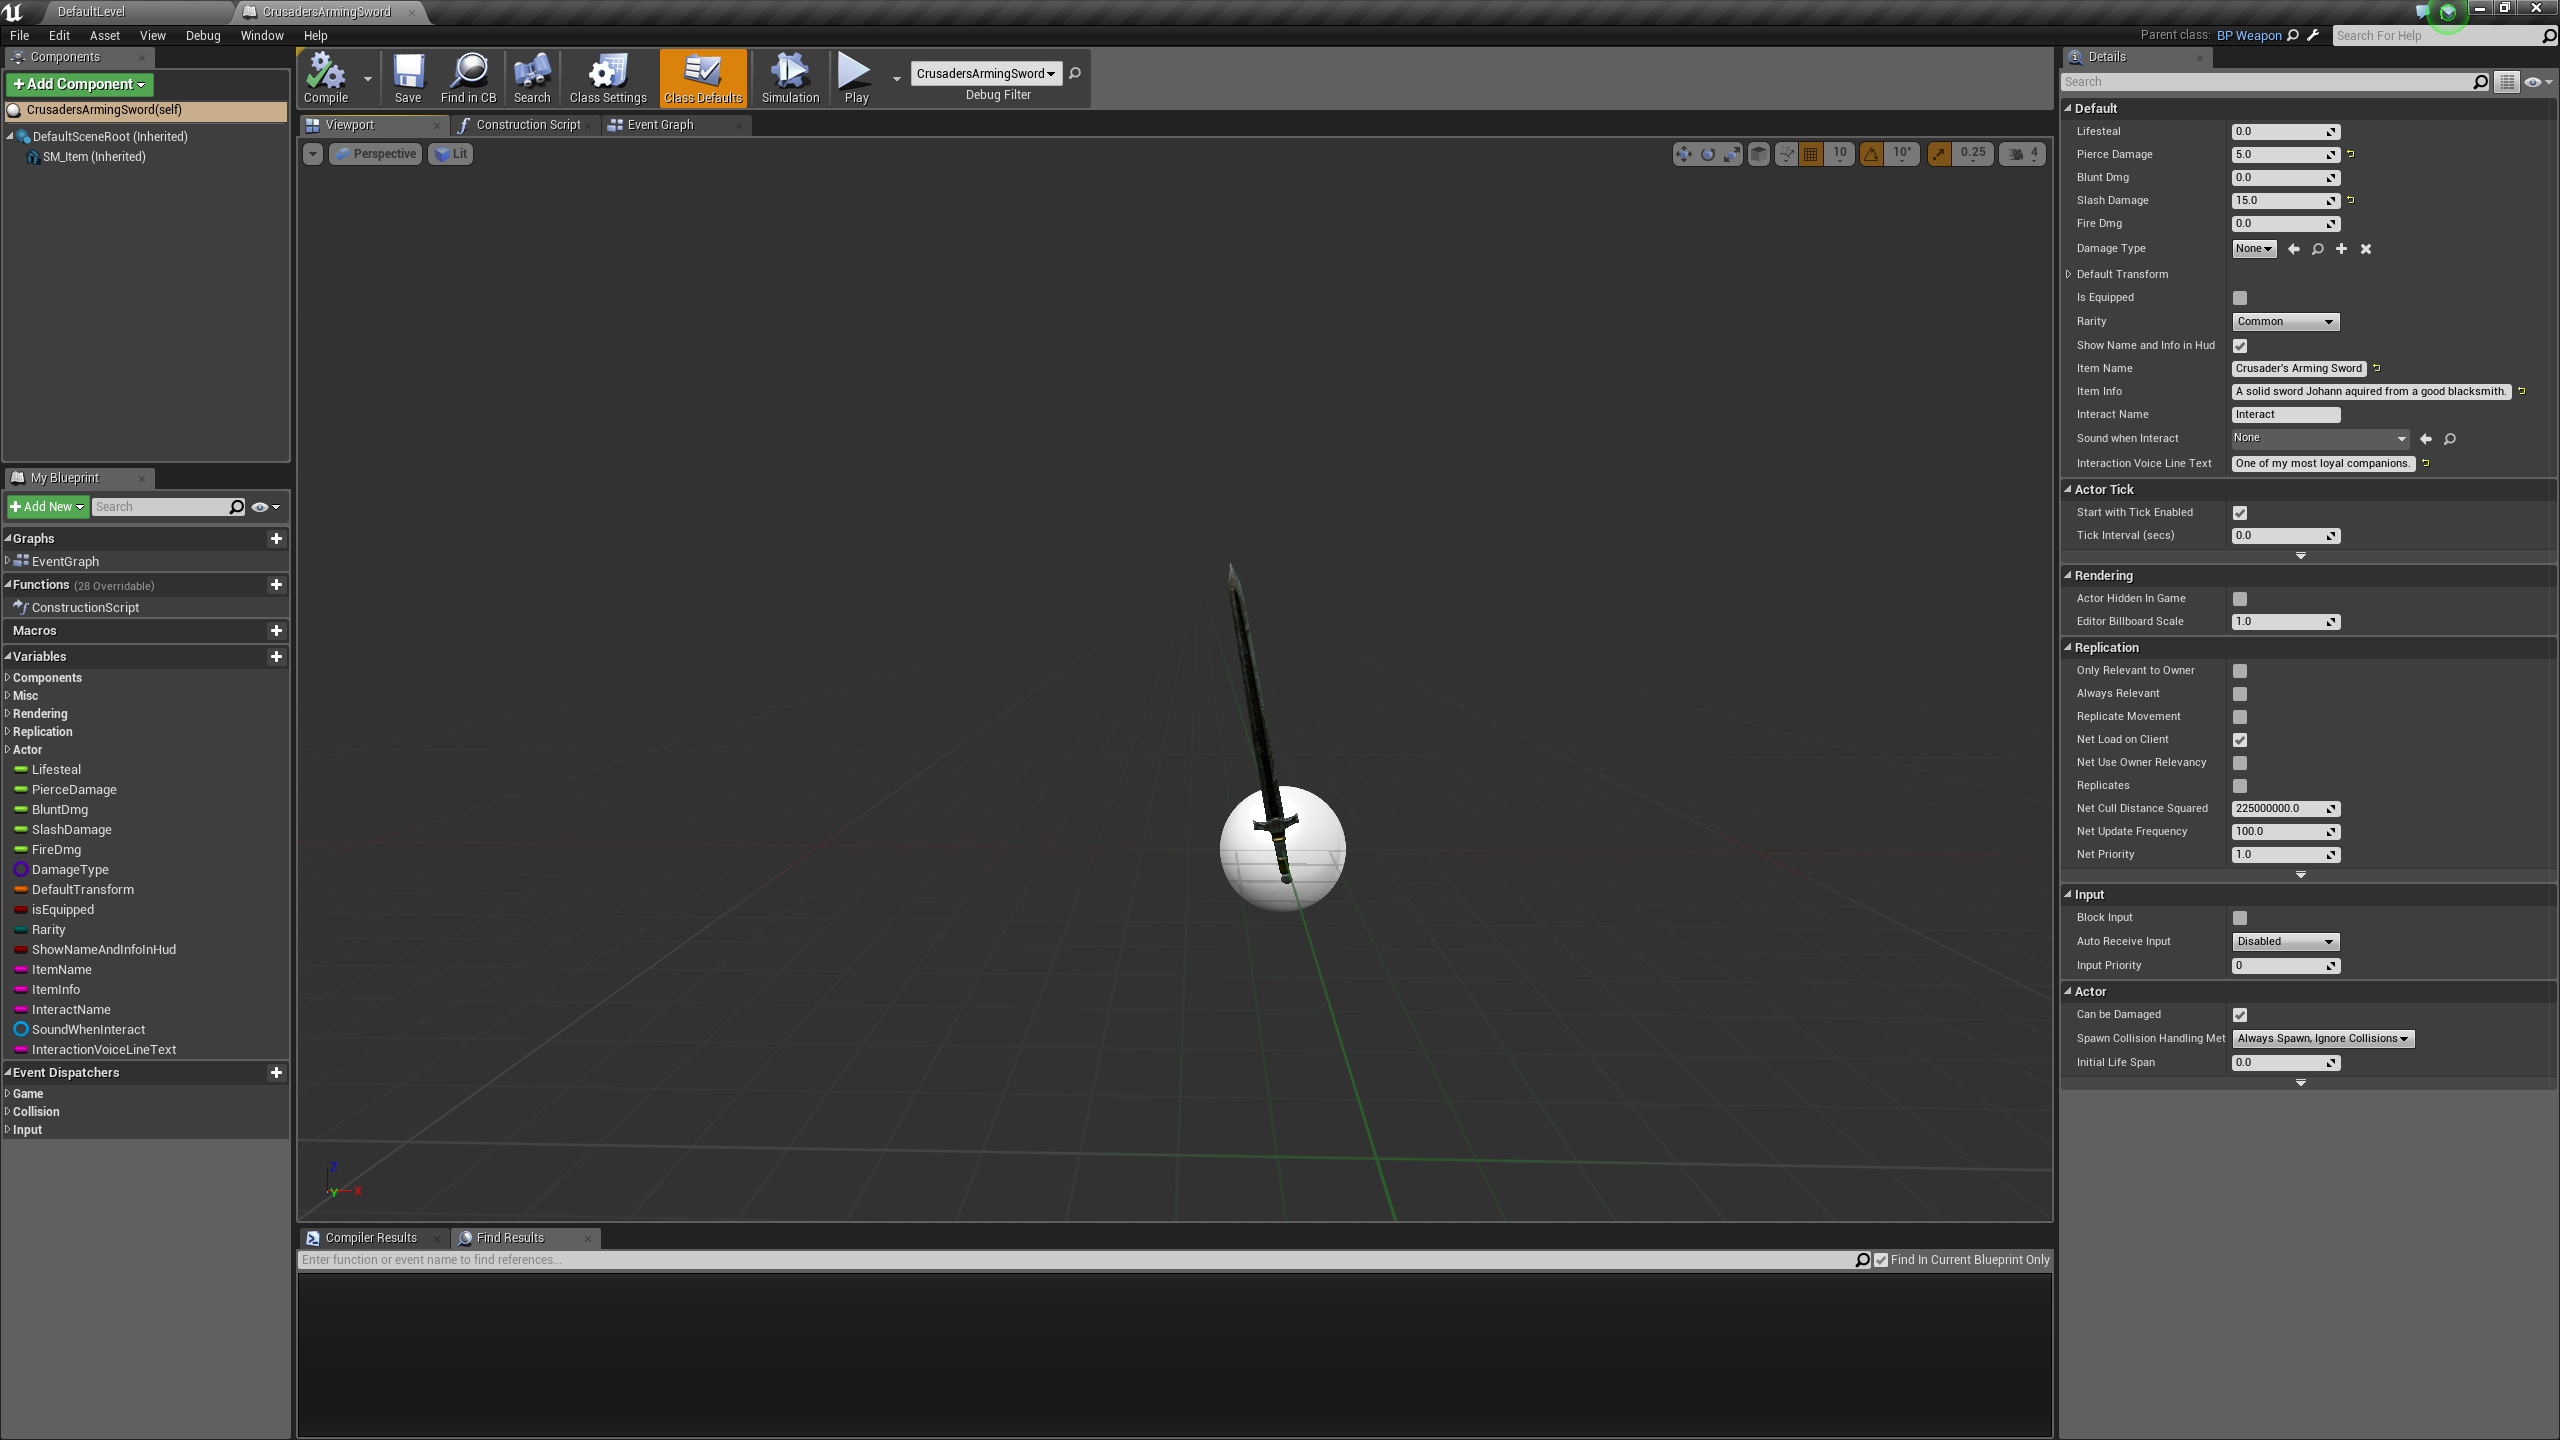 DefaultLevel
CrusadersArmingSword
File Edit Asset View Debug Window Help
Parent class: BP Weapon
Search For Help
Components
Add Component
CrusadersArmingSword(self)
DefaultSceneRoot (Inherited)
SM_Item (Inherited)
My Blueprint
Add New
Search
Graphs
EventGraph
Functions (28 Overridable)
ConstructionScript
Macros
Variables
Components
Misc
Rendering
Replication
Actor
Lifesteal
PierceDamage
BluntDmg
SlashDamage
FireDmg
DamageType
DefaultTransform
isEquipped
Rarity
ShowNameAndInfoInHud
ItemName
ItemInfo
InteractName
SoundWhenInteract
InteractionVoiceLineText
Event Dispatchers
Game
Collision
Input
Compile
Save
Find in CB
Search
Class Settings
Class Defaults
Simulation
Play
CrusadersArmingSword
Debug Filter
Viewport
Construction Script
Event Graph
Perspective
Lit
10
10°
0.25
4
Z
Y
X
Compiler Results
Find Results
Enter function or event name to find references...
Find In Current Blueprint Only
Details
Search
Default
Lifesteal 0.0
Pierce Damage 5.0
Blunt Dmg 0.0
Slash Damage 15.0
Fire Dmg 0.0
Damage Type None
Default Transform
Is Equipped
Rarity Common
Show Name and Info in Hud
Item Name Crusader's Arming Sword
Item Info A solid sword Johann aquired from a good blacksmith.
Interact Name Interact
Sound when Interact None
Interaction Voice Line Text One of my most loyal companions.
Actor Tick
Start with Tick Enabled
Tick Interval (secs) 0.0
Rendering
Actor Hidden In Game
Editor Billboard Scale 1.0
Replication
Only Relevant to Owner
Always Relevant
Replicate Movement
Net Load on Client
Net Use Owner Relevancy
Replicates
Net Cull Distance Squared 225000000.0
Net Update Frequency 100.0
Net Priority 1.0
Input
Block Input
Auto Receive Input Disabled
Input Priority 0
Actor
Can be Damaged
Spawn Collision Handling Met Always Spawn, Ignore Collisions
Initial Life Span 0.0